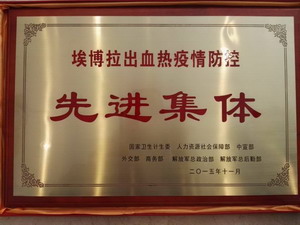 埃博拉出血热疫情防控
先进集体
国家卫生计生委 人力资源社会保障部 中宣部
外交部 商务部 解放军总政治部 解放军总后勤部
二〇一五年十一月